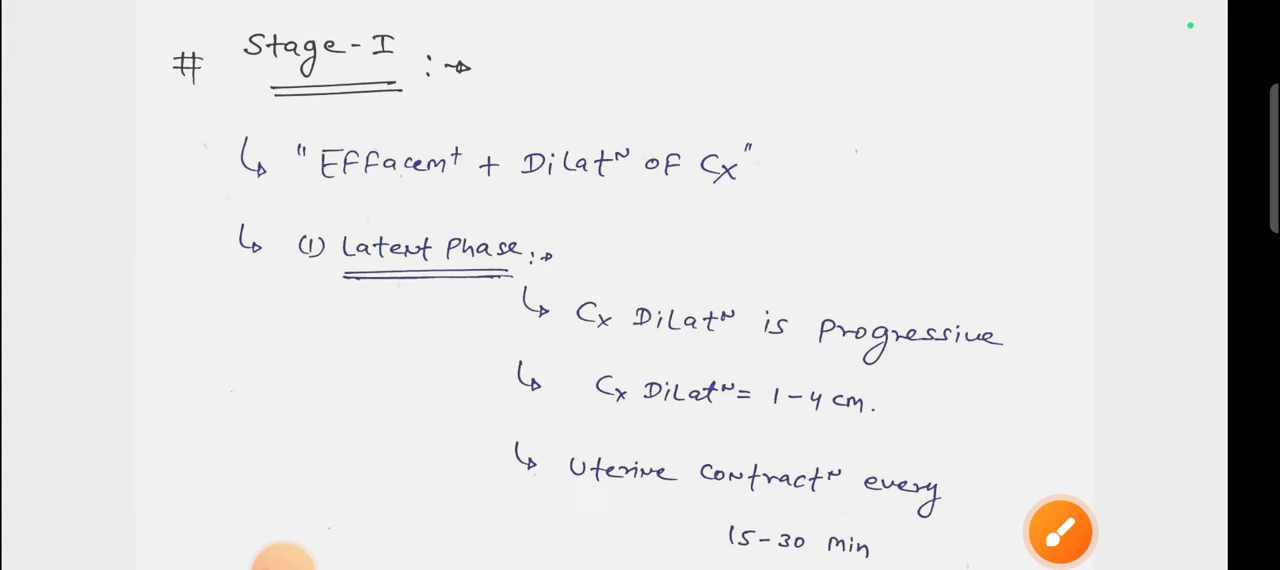 # Stage-I :→
↳ "Effacem+ + Dilat~ of Cx"
↳ (1) Latent Phase :→
↳ Cx Dilat~ is progressive
↳ Cx Dilat~ = 1-4 cm.
↳ Uterine contract~ every
15-30 min